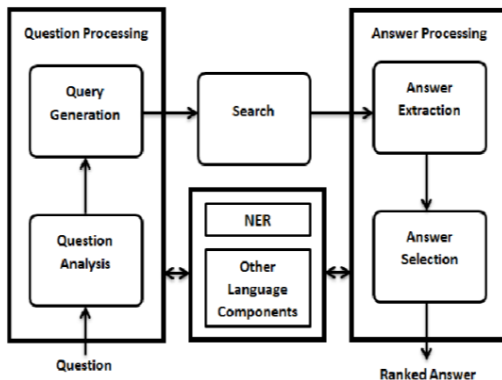 Question Processing
Query
Generation
Question
Analysis
Question
Search
NER
Other
Language
Components
Answer Processing
Answer
Extraction
Answer
Selection
Ranked Answer